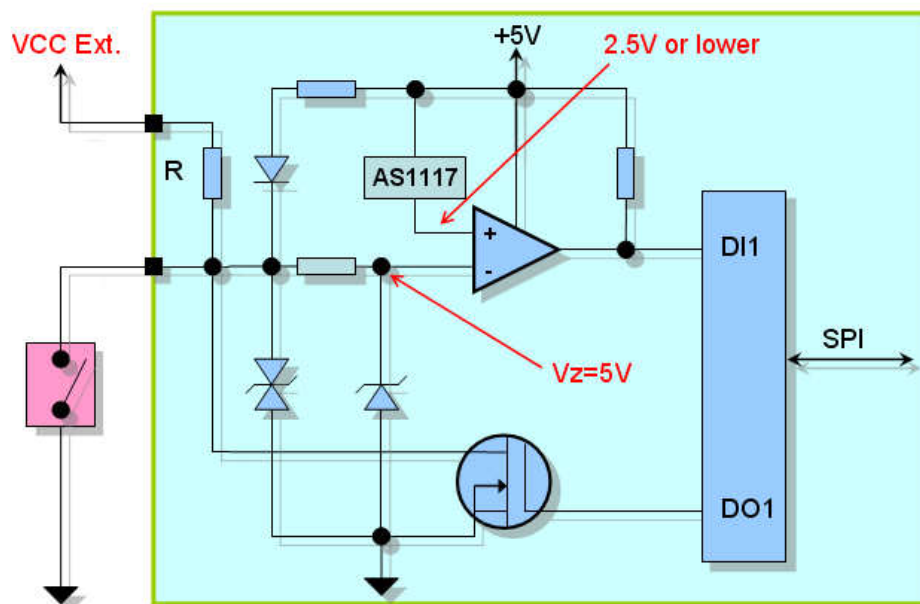 VCC Ext.
+5V
2.5V or lower
R
AS1117
+
-
DI1
SPI
Vz=5V
DO1